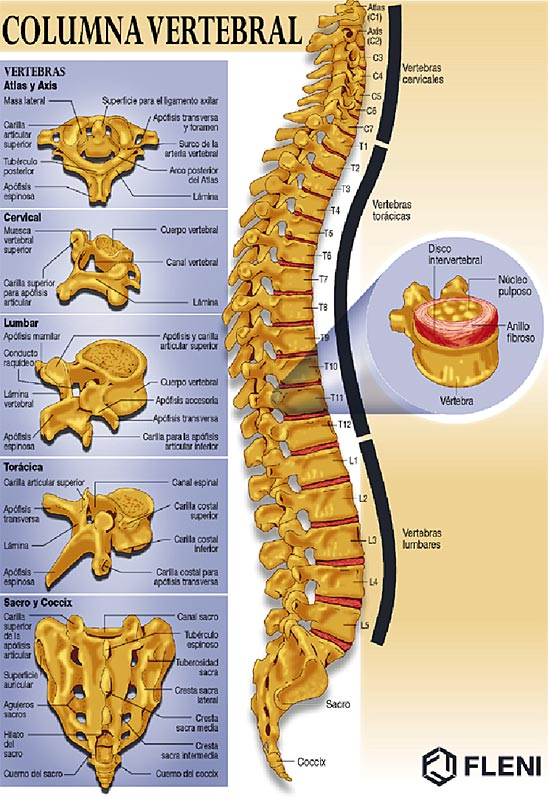 COLUMNA VERTEBRAL
VERTEBRAS
Atlas y Axis
Masa lateral
Superficie para el ligamento axilar
Carilla
articular
superior
Apófisis transversa
y foramen
Surco de la
arteria vertebral
Tubérculo
posterior
Arco posterior
del Atlas
Apófisis
espinosa
Lámina
Cervical
Muesca
vertebral
superior
Cuerpo vertebral
Canal vertebral
Carilla superior
para apófisis
articular
Lámina
Lumbar
Apófisis mamilar
Apófisis y carilla
articular superior
Conducto
raquídeo
Cuerpo vertebral
Lámina
vertebral
Apófisis accesoria
Apófisis transversa
Apófisis
espinosa
Carilla para la apófisis
articular inferior
Torácica
Carilla articular superior
Canal espinal
Apófisis
transversa
Carilla costal
superior
Lámina
Carilla costal
inferior
Apófisis
espinosa
Carilla costal para
apófisis transversa
Sacro y Coccix
Carilla
superior
de la
apófisis
articular
Canal sacro
Tubérculo
espinoso
Superficie
auricular
Tuberosidad
sacra
Cresta sacra
lateral
Agujeros
sacros
Cresta
sacra media
Hilato
del
sacro
Cresta
sacra intermedia
Cuerno del sacro
Cuerno del coccix
Atlas
(C1)
Axis
(C2)
C3
C4
C5
C6
C7
T1
T2
T3
T4
T5
T6
T7
T8
T9
T10
T11
T12
L1
L2
L3
L4
L5
Sacro
Coccix
Vertebras
cervicales
Vertebras
torácicas
Disco
intervertebral
Núcleo
pulposo
Anillo
fibroso
Vértebra
Vertebras
lumbares
FLENI